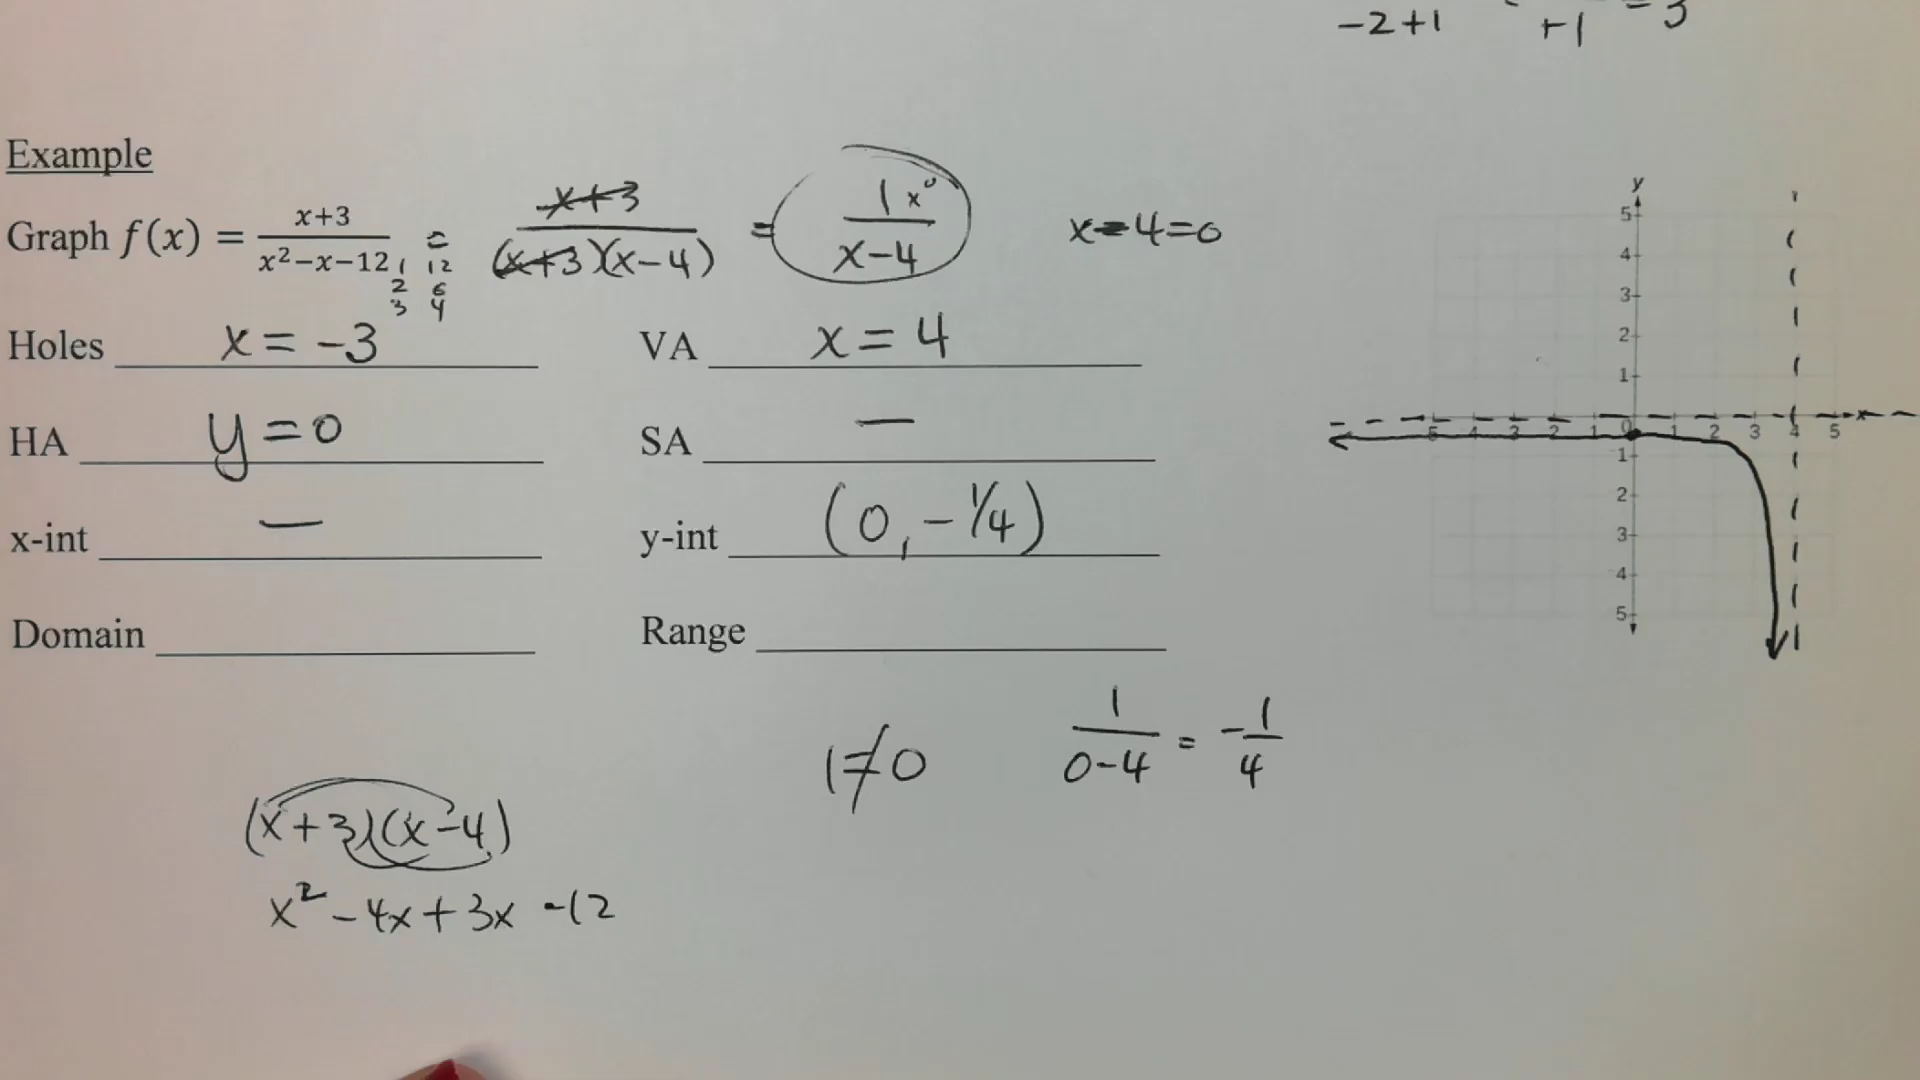 -2+1 +1 = 3
Example
Graph f(x) = x+3 / x²−x−12 = x+3 / (x+3)(x-4) = 1x⁰ / x-4 x-4=0
1 12
2 6
3 4
Holes x = -3 VA x = 4
HA y = 0 SA —
x-int — y-int (0, -1/4)
Domain Range
1≠0 1 / 0-4 = -1/4
(x+3)(x-4)
x² - 4x + 3x -12
y
5
4
3
2
1
5 4 3 2 1 0 1 2 3 4 5 x
1
2
3
4
5